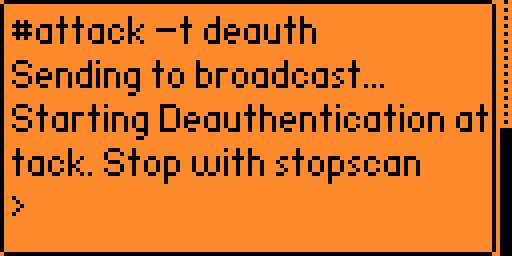 #attack -t deauth
Sending to broadcast...
Starting Deauthentication at
tack. Stop with stopscan
>